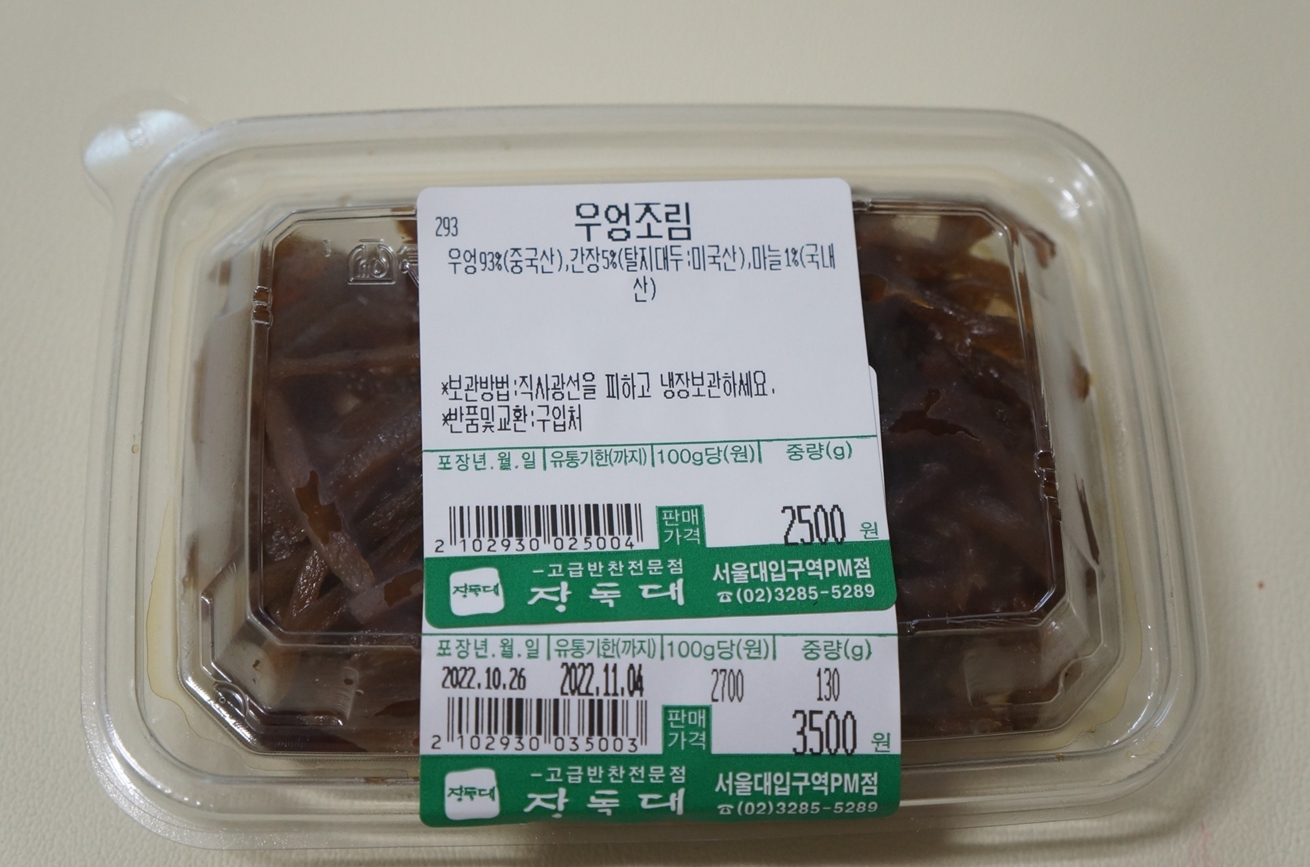 293
우엉조림
우엉93%(중국산),간장5%(탈지대두:미국산),마늘1%(국내
산)
*보관방법:직사광선을 피하고 냉장보관하세요.
*반품및교환:구입처
포장년.월.일 유통기한(까지) 100g당(원) 중량(g)
판매
가격
2500 원
2 102930 025004
-고급반찬전문점
장독대
장독대
서울대입구역PM점
☎(02)3285-5289
포장년.월.일 유통기한(까지) 100g당(원) 중량(g)
2022.10.26 2022.11.04 2700 130
판매
가격
3500 원
2 102930 035003
-고급반찬전문점
장독대
장독대
서울대입구역PM점
☎(02)3285-5289